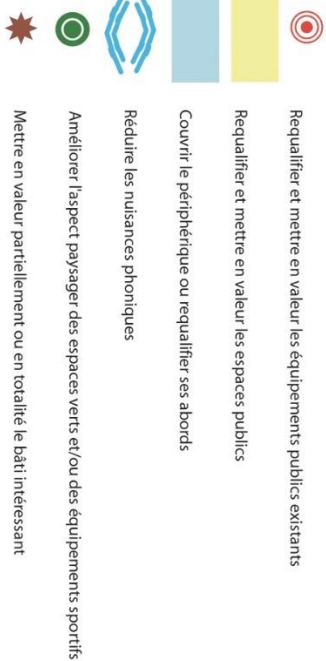 Requalifier et mettre en valeur les équipements publics existants
Requalifier et mettre en valeur les espaces publics
Couvrir le périphérique ou requalifier ses abords
Réduire les nuisances phoniques
Améliorer l'aspect paysager des espaces verts et/ou des équipements sportifs
Mettre en valeur partiellement ou en totalité le bâti intéressant